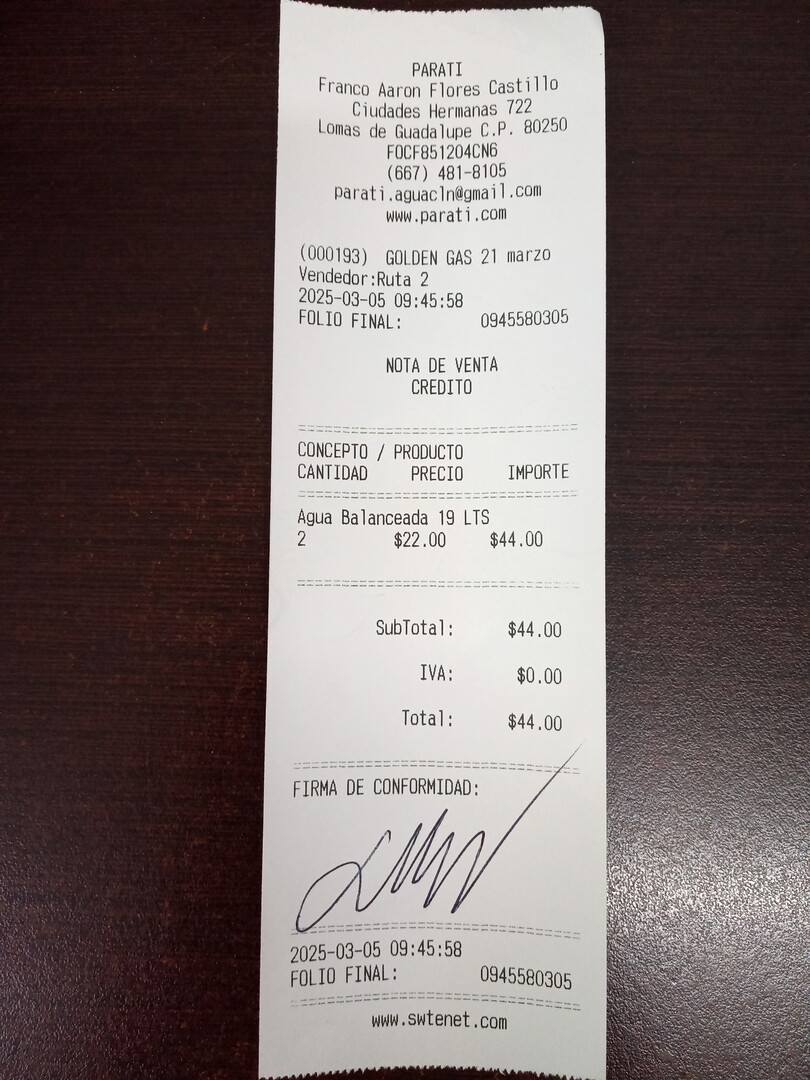 PARATI
Franco Aaron Flores Castillo
Ciudades Hermanas 722
Lomas de Guadalupe C.P. 80250
FOCF851204CN6
(667) 481-8105
parati.aguacln@gmail.com
www.parati.com
(000193) GOLDEN GAS 21 marzo
Vendedor:Ruta 2
2025-03-05 09:45:58
FOLIO FINAL: 0945580305
NOTA DE VENTA
CREDITO
CONCEPTO / PRODUCTO
CANTIDAD PRECIO IMPORTE
Agua Balanceada 19 LTS
2 $22.00 $44.00
SubTotal: $44.00
IVA: $0.00
Total: $44.00
FIRMA DE CONFORMIDAD:
2025-03-05 09:45:58
FOLIO FINAL: 0945580305
www.swtenet.com